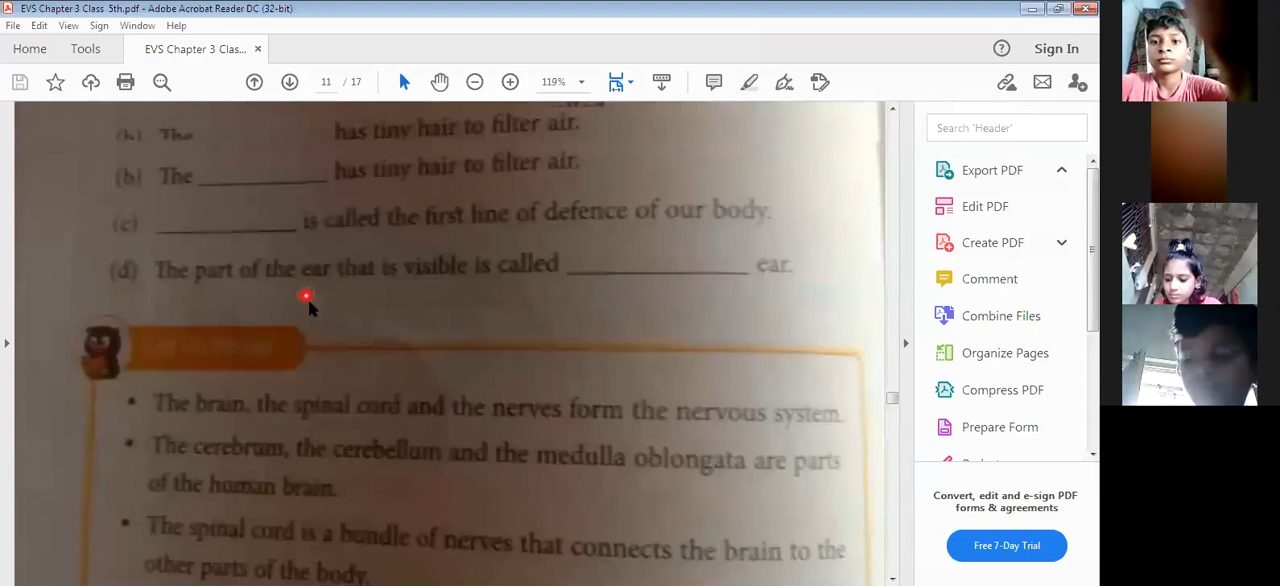 EVS Chapter 3 Class 5th.pdf - Adobe Acrobat Reader DC (32-bit)
File Edit View Sign Window Help
Home Tools EVS Chapter 3 Clas... × Sign In
11 / 17 119%
(b) The has tiny hair to filter air.
(b) The ____________ has tiny hair to filter air.
(c) ____________ is called the first line of defence of our body.
(d) The part of the ear that is visible is called ____________ ear.
• The brain, the spinal cord and the nerves form the nervous system.
• The cerebrum, the cerebellum and the medulla oblongata are parts
of the human brain.
• The spinal cord is a bundle of nerves that connects the brain to the
other parts of the body.
Search 'Header'
Export PDF
Edit PDF
Create PDF
Comment
Combine Files
Organize Pages
Compress PDF
Prepare Form
Convert, edit and e-sign PDF
forms & agreements
Free 7-Day Trial